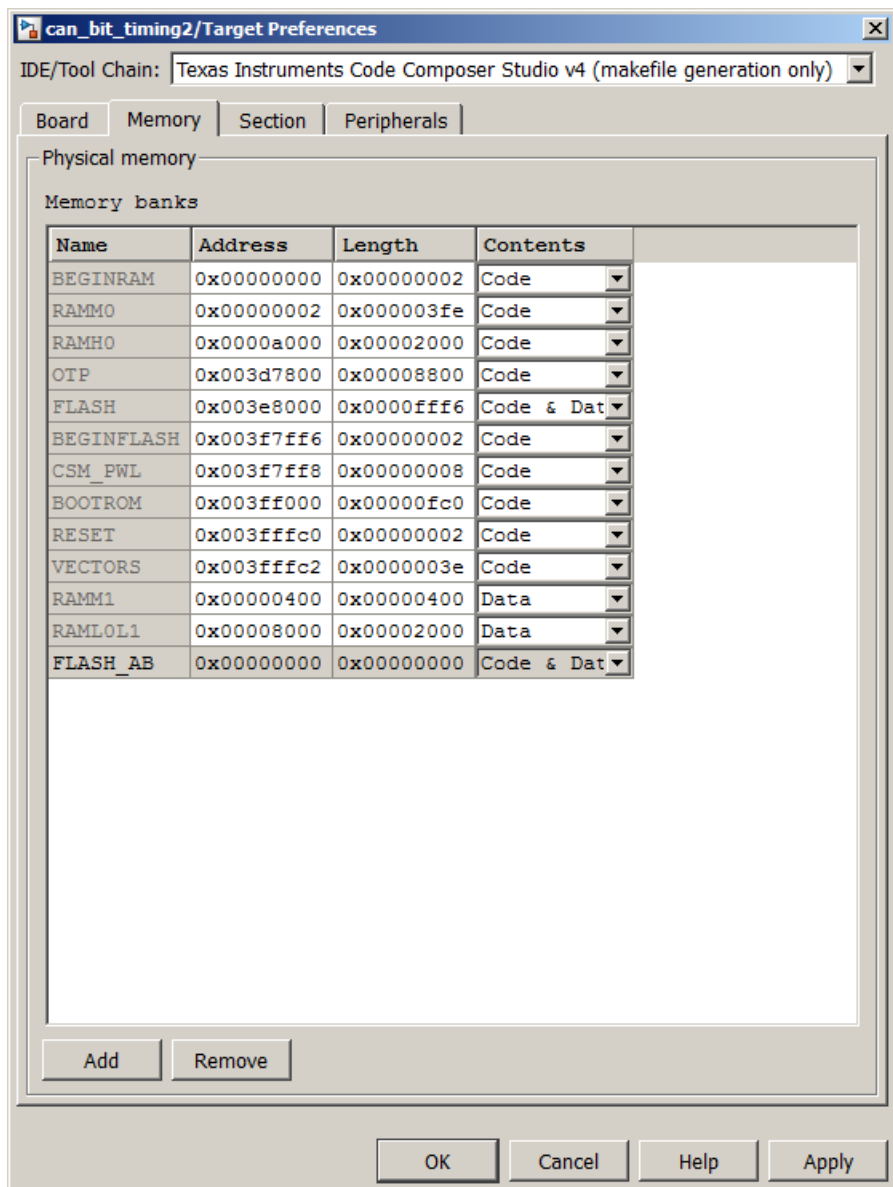 can_bit_timing2/Target Preferences
IDE/Tool Chain: Texas Instruments Code Composer Studio v4 (makefile generation only)
Board Memory Section Peripherals
Physical memory
Memory banks
Name Address Length Contents
BEGINRAM 0x00000000 0x00000002 Code
RAMM0 0x00000002 0x000003fe Code
RAMH0 0x0000a000 0x00002000 Code
OTP 0x003d7800 0x00008800 Code
FLASH 0x003e8000 0x0000fff6 Code & Dat
BEGINFLASH 0x003f7ff6 0x00000002 Code
CSM_PWL 0x003f7ff8 0x00000008 Code
BOOTROM 0x003ff000 0x00000fc0 Code
RESET 0x003fffc0 0x00000002 Code
VECTORS 0x003fffc2 0x0000003e Code
RAMM1 0x00000400 0x00000400 Data
RAML0L1 0x00008000 0x00002000 Data
FLASH_AB 0x00000000 0x00000000 Code & Dat
Add Remove
OK Cancel Help Apply